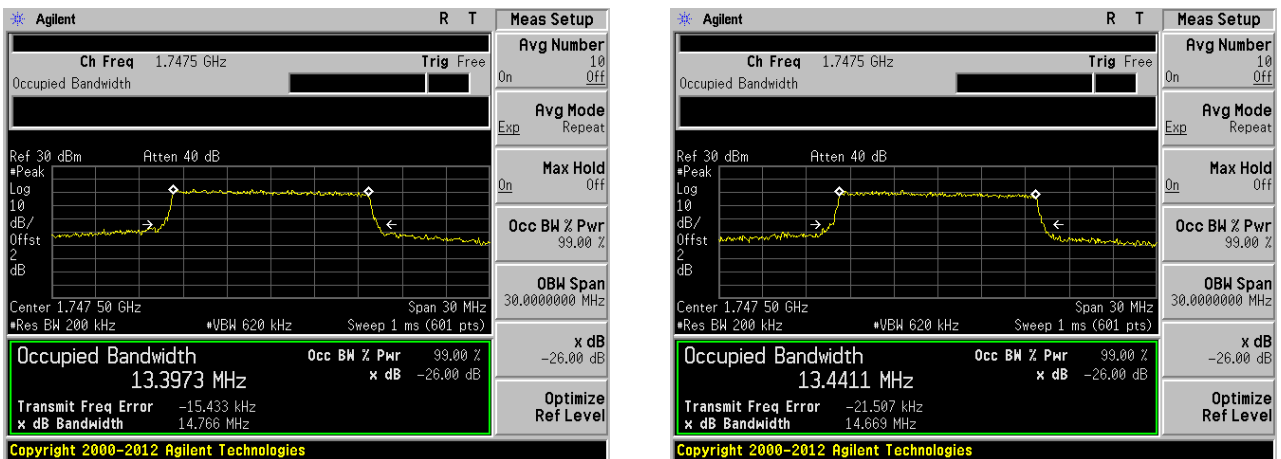 Agilent R T
Ch Freq 1.7475 GHz Trig Free
Occupied Bandwidth
Ref 30 dBm Atten 40 dB
#Peak
Log
10
dB/
Offst
2
dB
Center 1.747 50 GHz Span 30 MHz
#Res BW 200 kHz #VBW 620 kHz Sweep 1 ms (601 pts)
Occupied Bandwidth Occ BW % Pwr 99.00 %
13.3973 MHz x dB -26.00 dB
Transmit Freq Error -15.433 kHz
x dB Bandwidth 14.766 MHz
Copyright 2000-2012 Agilent Technologies
Meas Setup
Avg Number
10
On Off
Avg Mode
Exp Repeat
Max Hold
On Off
Occ BW % Pwr
99.00 %
OBW Span
30.0000000 MHz
x dB
-26.00 dB
Optimize
Ref Level
Agilent R T
Ch Freq 1.7475 GHz Trig Free
Occupied Bandwidth
Ref 30 dBm Atten 40 dB
#Peak
Log
10
dB/
Offst
2
dB
Center 1.747 50 GHz Span 30 MHz
#Res BW 200 kHz #VBW 620 kHz Sweep 1 ms (601 pts)
Occupied Bandwidth Occ BW % Pwr 99.00 %
13.4411 MHz x dB -26.00 dB
Transmit Freq Error -21.507 kHz
x dB Bandwidth 14.669 MHz
Copyright 2000-2012 Agilent Technologies
Meas Setup
Avg Number
10
On Off
Avg Mode
Exp Repeat
Max Hold
On Off
Occ BW % Pwr
99.00 %
OBW Span
30.0000000 MHz
x dB
-26.00 dB
Optimize
Ref Level